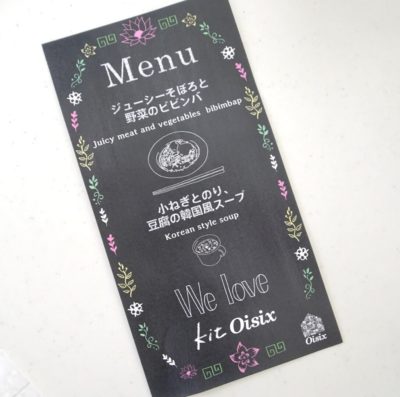 Menu
ジューシーそぼろと
野菜のビビンバ
Juicy meat and vegetables bibimbap
小ねぎとのり、
豆腐の韓国風スープ
Korean style soup
We love
kit Oisix
Oisix